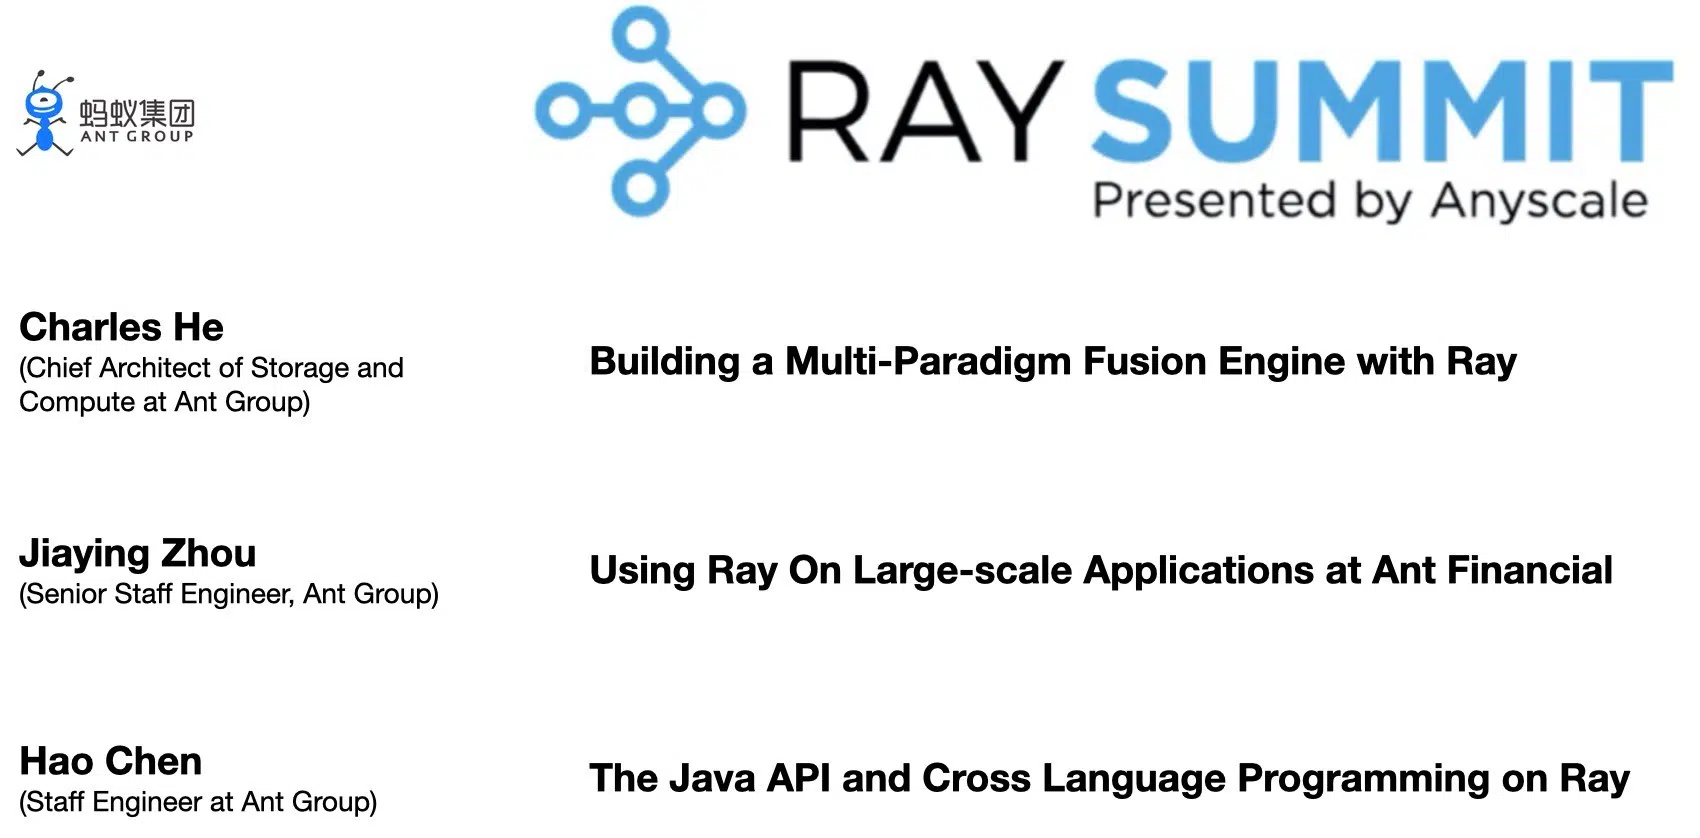 蚂蚁集团
ANT GROUP
RAY SUMMIT
Presented by Anyscale
Charles He
(Chief Architect of Storage and
Compute at Ant Group)
Building a Multi-Paradigm Fusion Engine with Ray
Jiaying Zhou
(Senior Staff Engineer, Ant Group)
Using Ray On Large-scale Applications at Ant Financial
Hao Chen
(Staff Engineer at Ant Group)
The Java API and Cross Language Programming on Ray